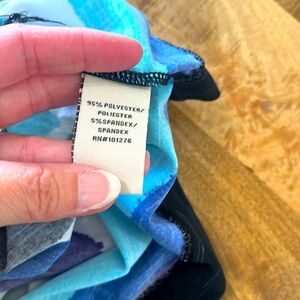 95% POLYESTER/
POLIESTER
5% SPANDEX/
SPANDEX
RN#101276